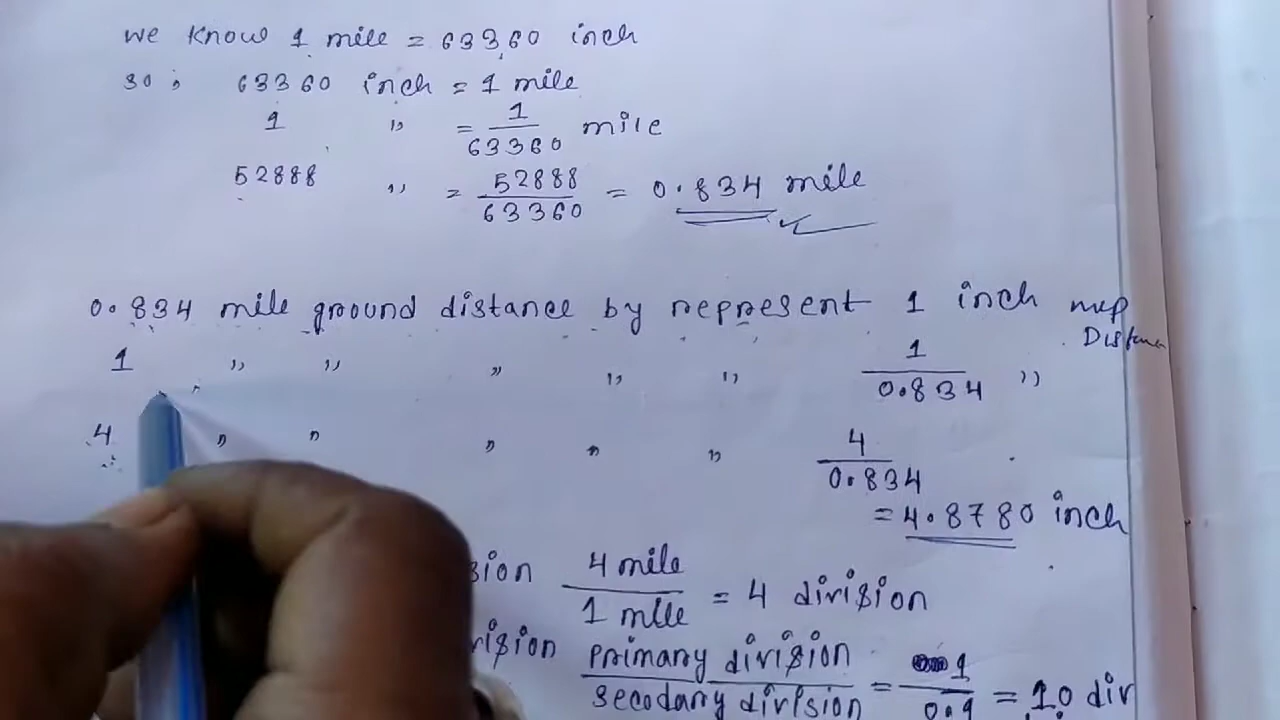 we know 1 mile = 63360 inch
so, 63360 inch = 1 mile
1 ,, = 1/63360 mile
52888 ,, = 52888/63360 = 0.834 mile
0.834 mile ground distance by represent 1 inch map
1 ,, ,, ,, ,, ,, 1/0.834 ,,
4 ,, ,, ,, ,, ,, 4/0.834
= 4.8780 inch
sion 4 mile/1 mile = 4 division
vision primary division/secodary division = 1/0.1 = 10 div